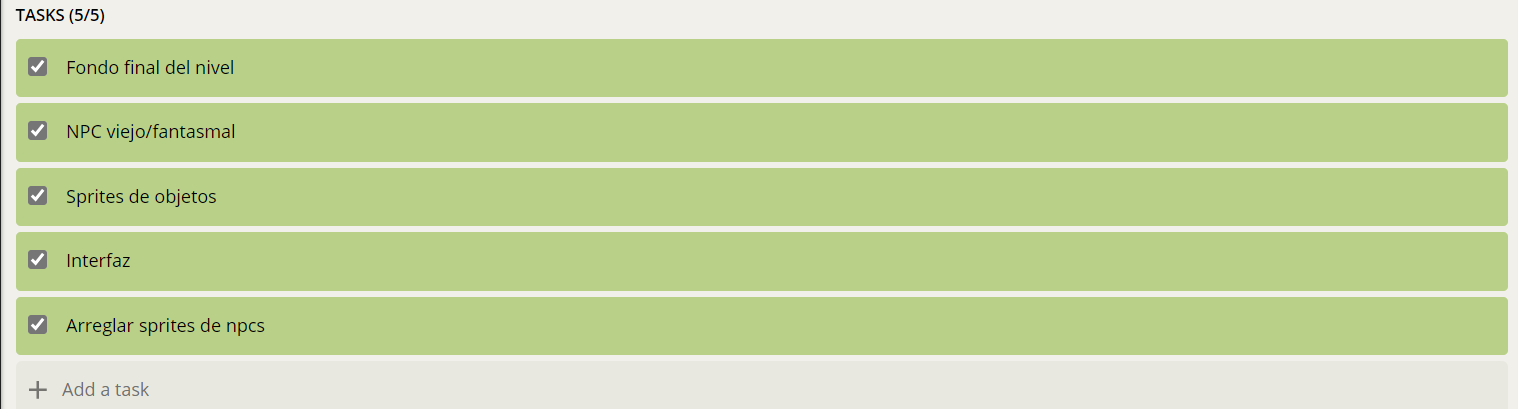 TASKS (5/5)
Fondo final del nivel
NPC viejo/fantasmal
Sprites de objetos
Interfaz
Arreglar sprites de npcs
Add a task